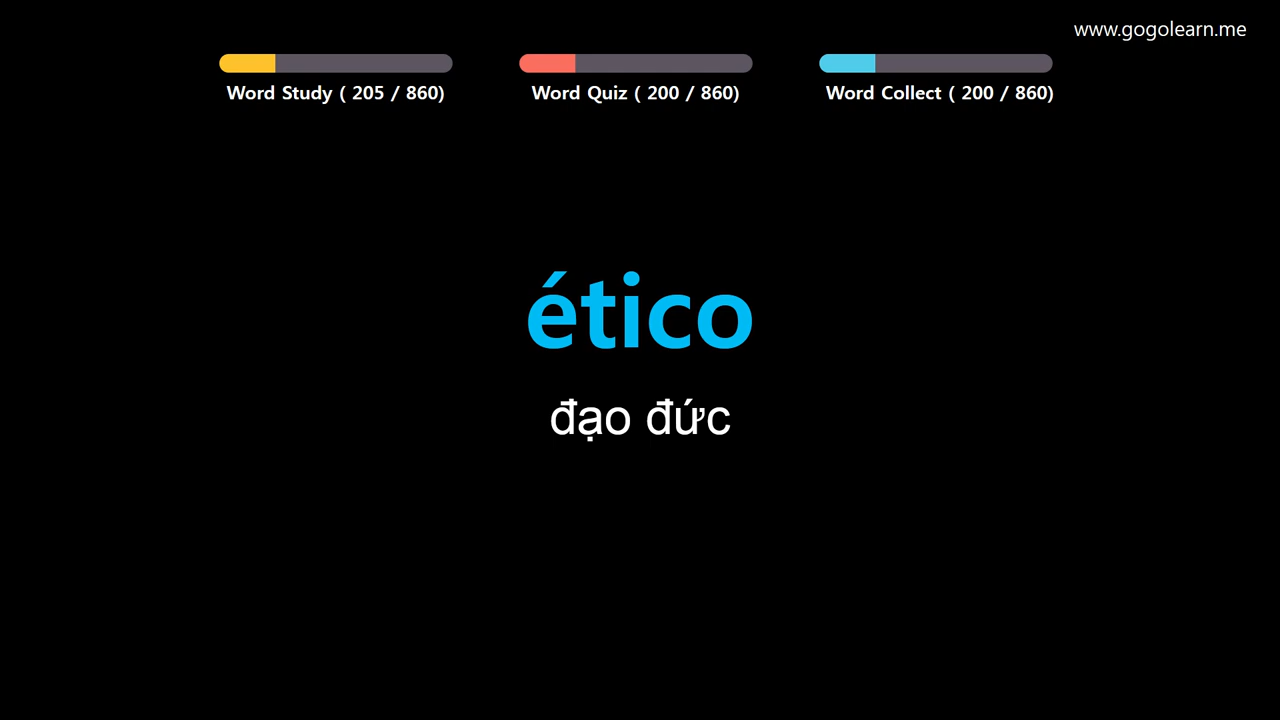 www.gogolearn.me
Word Study ( 205 / 860)
Word Quiz ( 200 / 860)
Word Collect ( 200 / 860)
ético
đạo đức